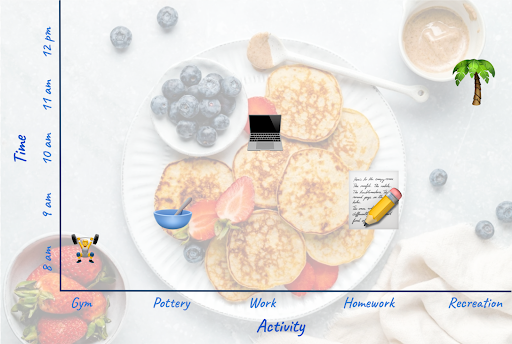 12 pm
11 am
10 am
9 am
8 am
Time
Gym Pottery Work Homework Recreation
Activity